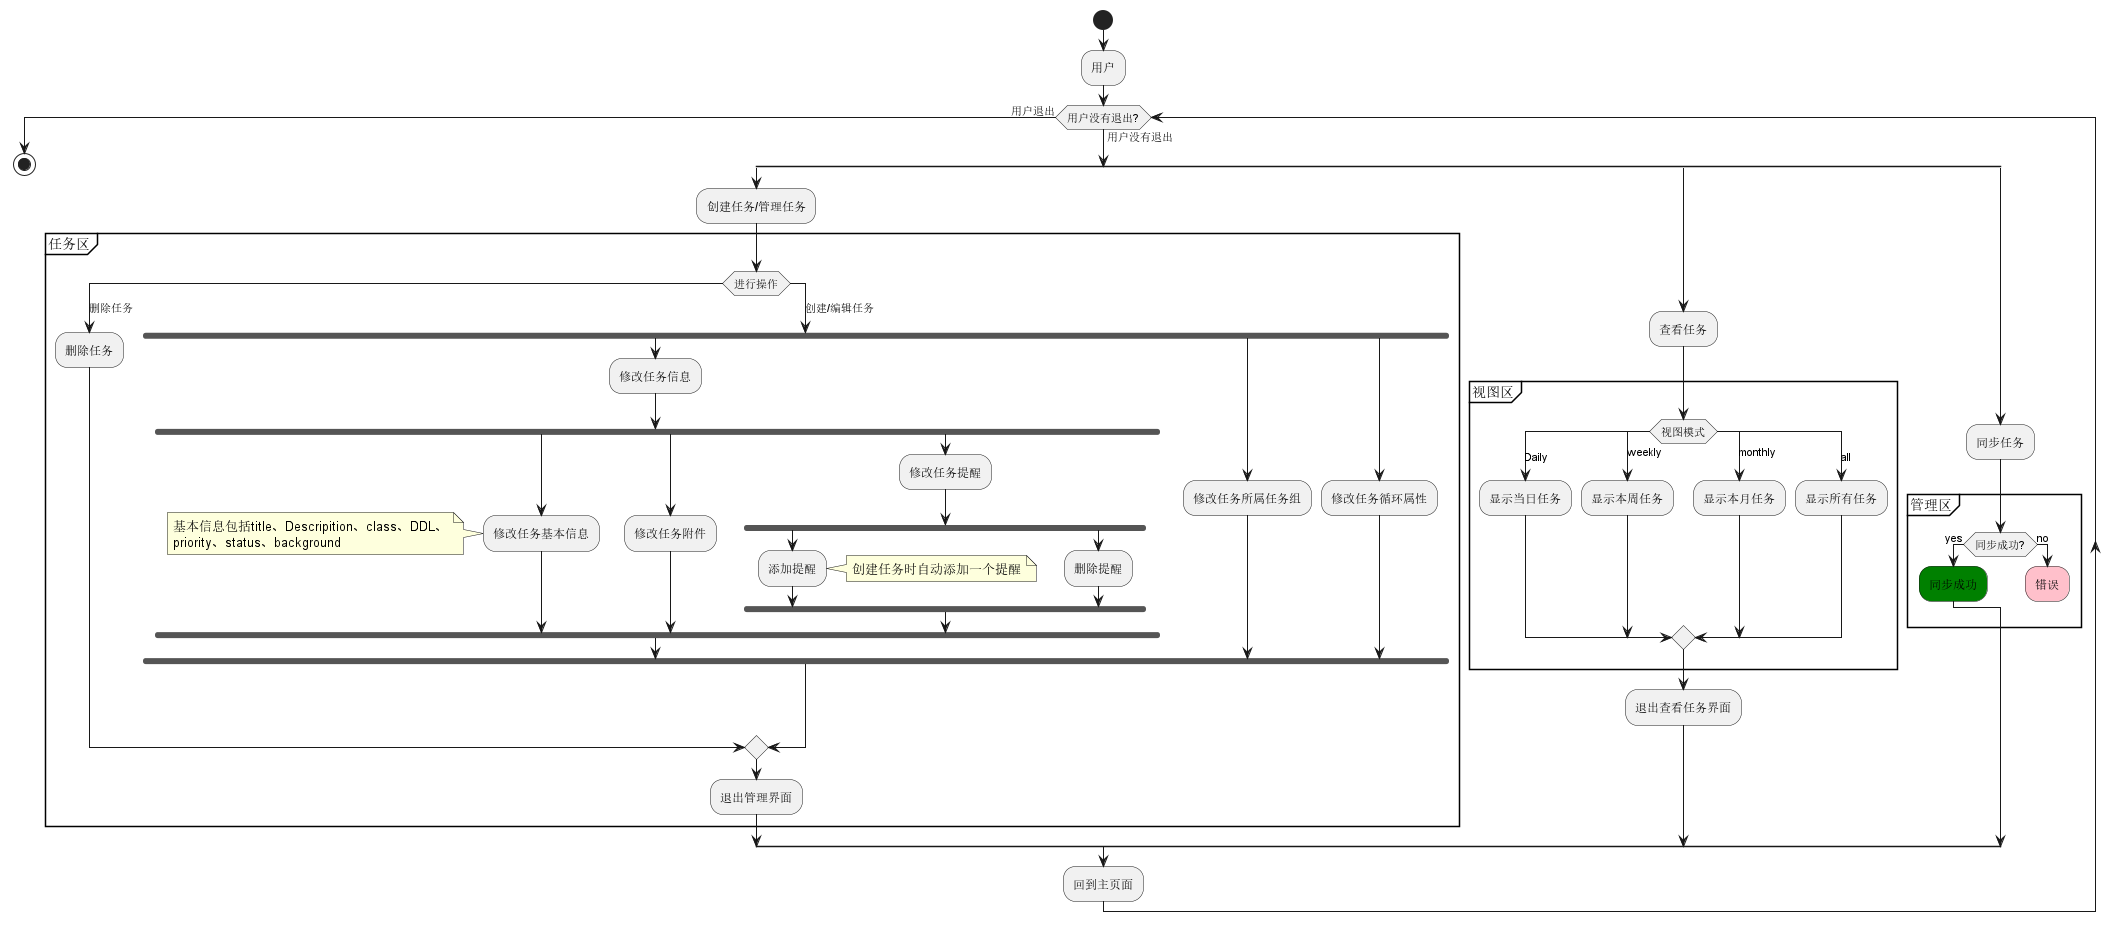 用户
用户退出
用户没有退出?
用户没有退出
创建任务/管理任务
任务区
进行操作
删除任务
创建/编辑任务
删除任务
修改任务信息
修改任务提醒
基本信息包括title、Descripition、class、DDL、
priority、status、background
修改任务基本信息
修改任务附件
添加提醒
创建任务时自动添加一个提醒
删除提醒
修改任务所属任务组
修改任务循环属性
退出管理界面
查看任务
视图区
视图模式
Daily
weekly
monthly
all
显示当日任务
显示本周任务
显示本月任务
显示所有任务
退出查看任务界面
同步任务
管理区
yes
同步成功?
no
同步成功
错误
回到主页面